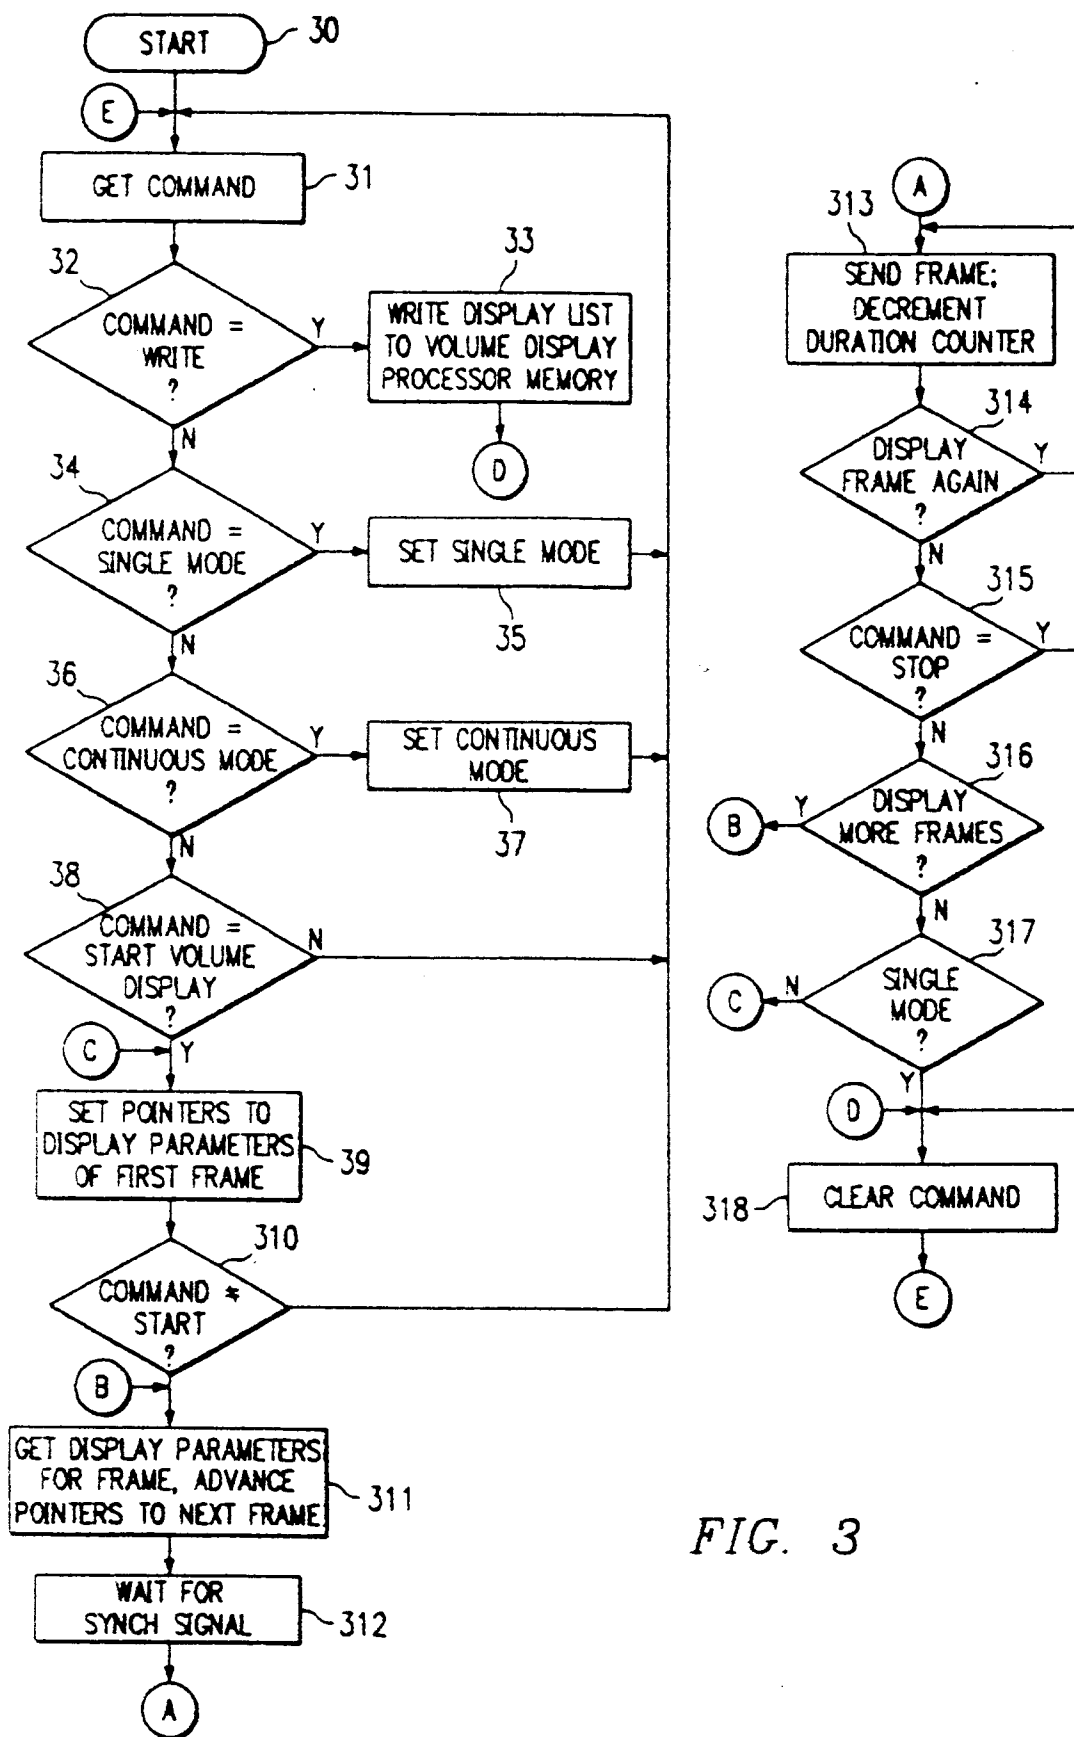 START
30
E
GET COMMAND
31
32
COMMAND =
WRITE
?
Y
N
33
WRITE DISPLAY LIST
TO VOLUME DISPLAY
PROCESSOR MEMORY
D
34
COMMAND =
SINGLE MODE
?
Y
N
SET SINGLE MODE
35
36
COMMAND =
CONTINUOUS MODE
?
Y
N
SET CONTINUOUS
MODE
37
38
COMMAND =
START VOLUME
DISPLAY
?
N
Y
C
SET POINTERS TO
DISPLAY PARAMETERS
OF FIRST FRAME
39
310
COMMAND ≠
START
?
B
GET DISPLAY PARAMETERS
FOR FRAME, ADVANCE
POINTERS TO NEXT FRAME
311
WAIT FOR
SYNCH SIGNAL
312
A
A
313
SEND FRAME;
DECREMENT
DURATION COUNTER
314
DISPLAY
FRAME AGAIN
?
Y
N
315
COMMAND =
STOP
?
Y
N
316
DISPLAY
MORE FRAMES
?
Y
B
N
317
SINGLE
MODE
?
N
C
Y
D
CLEAR COMMAND
318
E
FIG. 3